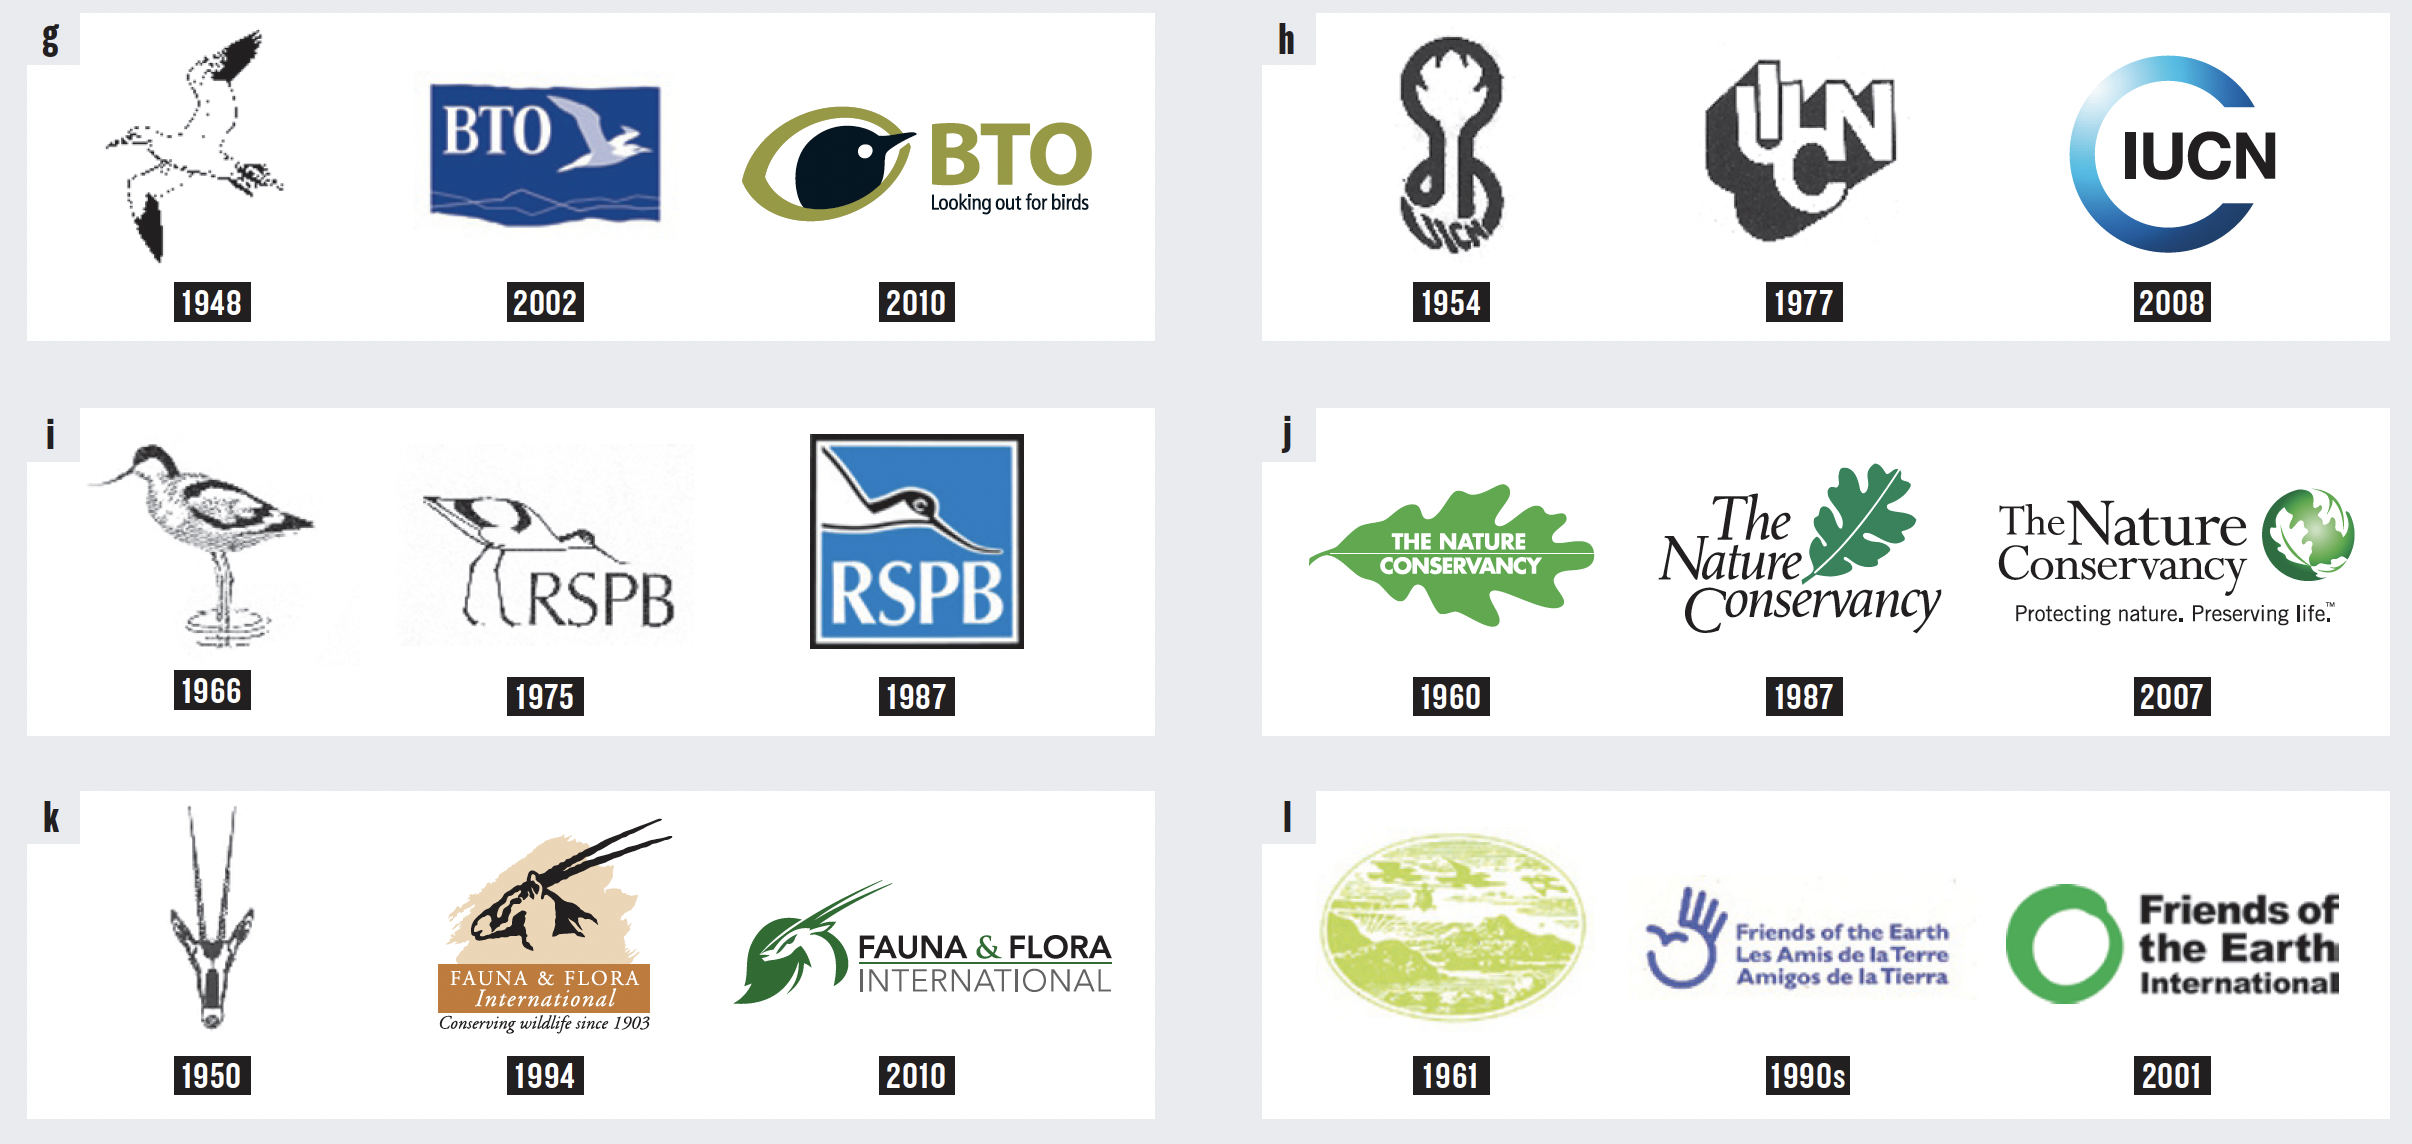 g
BTO
BTO
Looking out for birds
1948
2002
2010
h
UICN
IUCN
IUCN
1954
1977
2008
i
RSPB
RSPB
1966
1975
1987
j
THE NATURE
CONSERVANCY
The
Nature
Conservancy
The Nature
Conservancy
Protecting nature. Preserving life.™
1960
1987
2007
k
FAUNA & FLORA
International
Conserving wildlife since 1903
FAUNA & FLORA
INTERNATIONAL
1950
1994
2010
l
Friends of the Earth
Les Amis de la Terre
Amigos de la Tierra
Friends of
the Earth
International
1961
1990s
2001